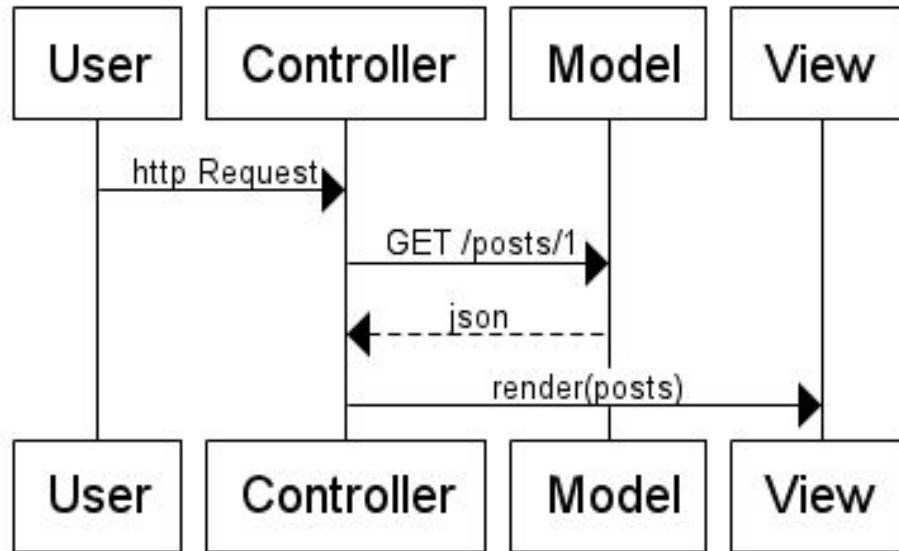 User
Controller
Model
View
http Request
GET /posts/1
json
render(posts)
User
Controller
Model
View